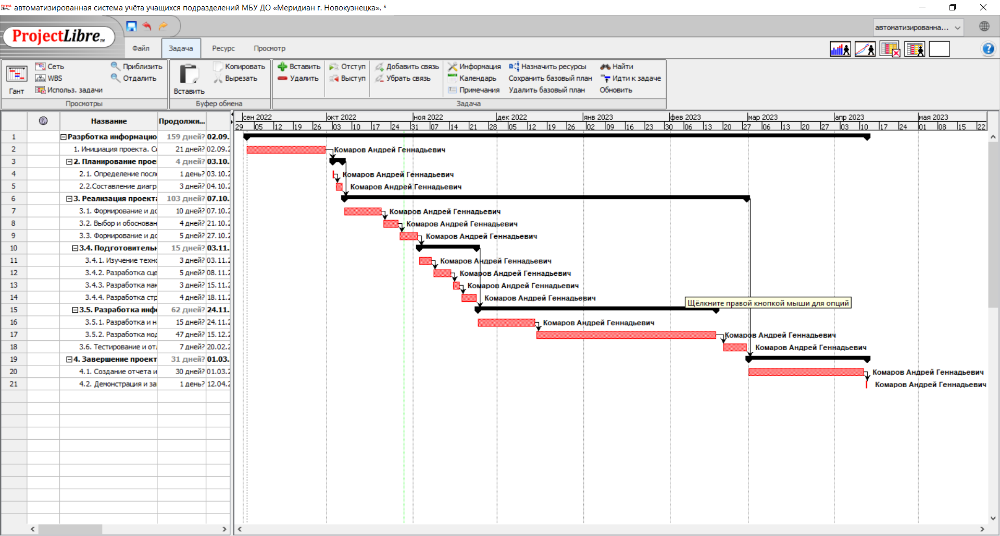 автоматизированная система учёта учащихся подразделений МБУ ДО «Меридиан г. Новокузнецка». *
ProjectLibre™
автоматизированна...
Файл Задача Ресурс Просмотр
Гант
Сеть
WBS
Использ. задачи
Приблизить
Отдалить
Просмотры
Вставить
Копировать
Вырезать
Буфер обмена
Вставить
Удалить
Отступ
Выступ
Добавить связь
Убрать связь
Информация
Календарь
Примечания
Назначить ресурсы
Сохранить базовый план
Удалить базовый план
Найти
Идти к задаче
Обновить
Задача
Название Продолжи...
сен 2022 окт 2022 ноя 2022 дек 2022 янв 2023 фев 2023 мар 2023 апр 2023 мая 2023
29 05 12 19 26 03 10 17 24 31 07 14 21 28 05 12 19 26 02 09 16 23 30 06 13 20 27 06 13 20 27 03 10 17 24 01 08 15 22
1 Разрботка информацио 159 дней? 02.09.
2 1. Инициация проекта. С 21 дней? 02.09.2 Комаров Андрей Геннадьевич
3 2. Планирование прое 4 дней? 03.10.
4 2.1. Определение посл 1 день? 03.10.2 Комаров Андрей Геннадьевич
5 2.2.Составление диагр 3 дней? 04.10.2 Комаров Андрей Геннадьевич
6 3. Реализация проекта 103 дней? 07.10.
7 3.1. Формирование и до 10 дней? 07.10.2 Комаров Андрей Геннадьевич
8 3.2. Выбор и обоснован 4 дней? 21.10.2 Комаров Андрей Геннадьевич
9 3.3. Формирование и до 5 дней? 27.10.2 Комаров Андрей Геннадьевич
10 3.4. Подготовительн 15 дней? 03.11.
11 3.4.1. Изучение техно 3 дней? 03.11.2 Комаров Андрей Геннадьевич
12 3.4.2. Разработка сце 5 дней? 08.11.2 Комаров Андрей Геннадьевич
13 3.4.3. Разработка мак 3 дней? 15.11.2 Комаров Андрей Геннадьевич
14 3.4.4. Разработка стр 4 дней? 18.11.2 Комаров Андрей Геннадьевич
Щёлкните правой кнопкой мыши для опций
15 3.5. Разработка инф 62 дней? 24.11.
16 3.5.1. Разработка и н 15 дней? 24.11.2 Комаров Андрей Геннадьевич
17 3.5.2. Разработка мод 47 дней? 15.12.2 Комаров Андрей Геннадьевич
18 3.6. Тестирование и от 7 дней? 20.02.2 Комаров Андрей Геннадьевич
19 4. Завершение проект 31 дней? 01.03.
20 4.1. Создание отчета и 30 дней? 01.03.2 Комаров Андрей Геннадьевич
21 4.2. Демонстрация и за 1 день? 12.04.2 Комаров Андрей Геннадьевич